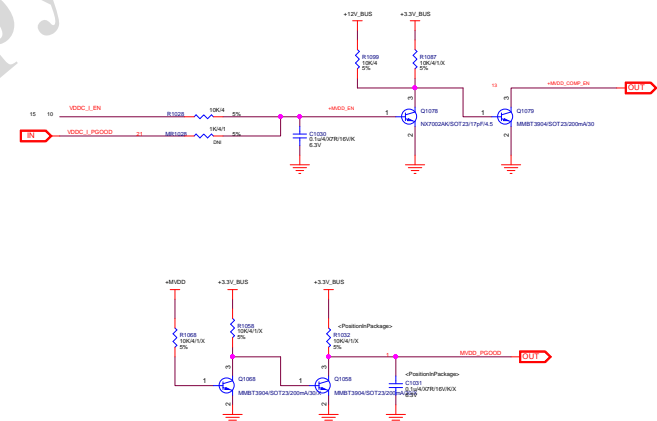 +12V_BUS
+3.3V_BUS
R1099
10K/4
5%
R1087
10K/4/1/X
5%
13
+MVDD_COMP_EN
OUT
15 10
VDDC_I_EN
R1028
10K/4
5%
+MVDD_EN
1
3
2
Q1078
NX7002AK/SOT23/17pF/4.5
1
3
2
Q1079
MMBT3904/SOT23/200mA/30
IN
VDDC_I_PGOOD
21
MR1028
1K/4/1
5%
DNI
C1030
0.1u/4/X7R/16V/K
6.3V
+MVDD
+3.3V_BUS
+3.3V_BUS
R1068
10K/4/1/X
5%
R1058
10K/4/1/X
5%
<PositionInPackage>
R1032
10K/4/1/X
5%
1
MVDD_PGOOD
OUT
1
3
2
Q1068
MMBT3904/SOT23/200mA/30/X
1
3
2
Q1058
MMBT3904/SOT23/200mA
<PositionInPackage>
C1031
0.1u/4/X7R/16V/K/X